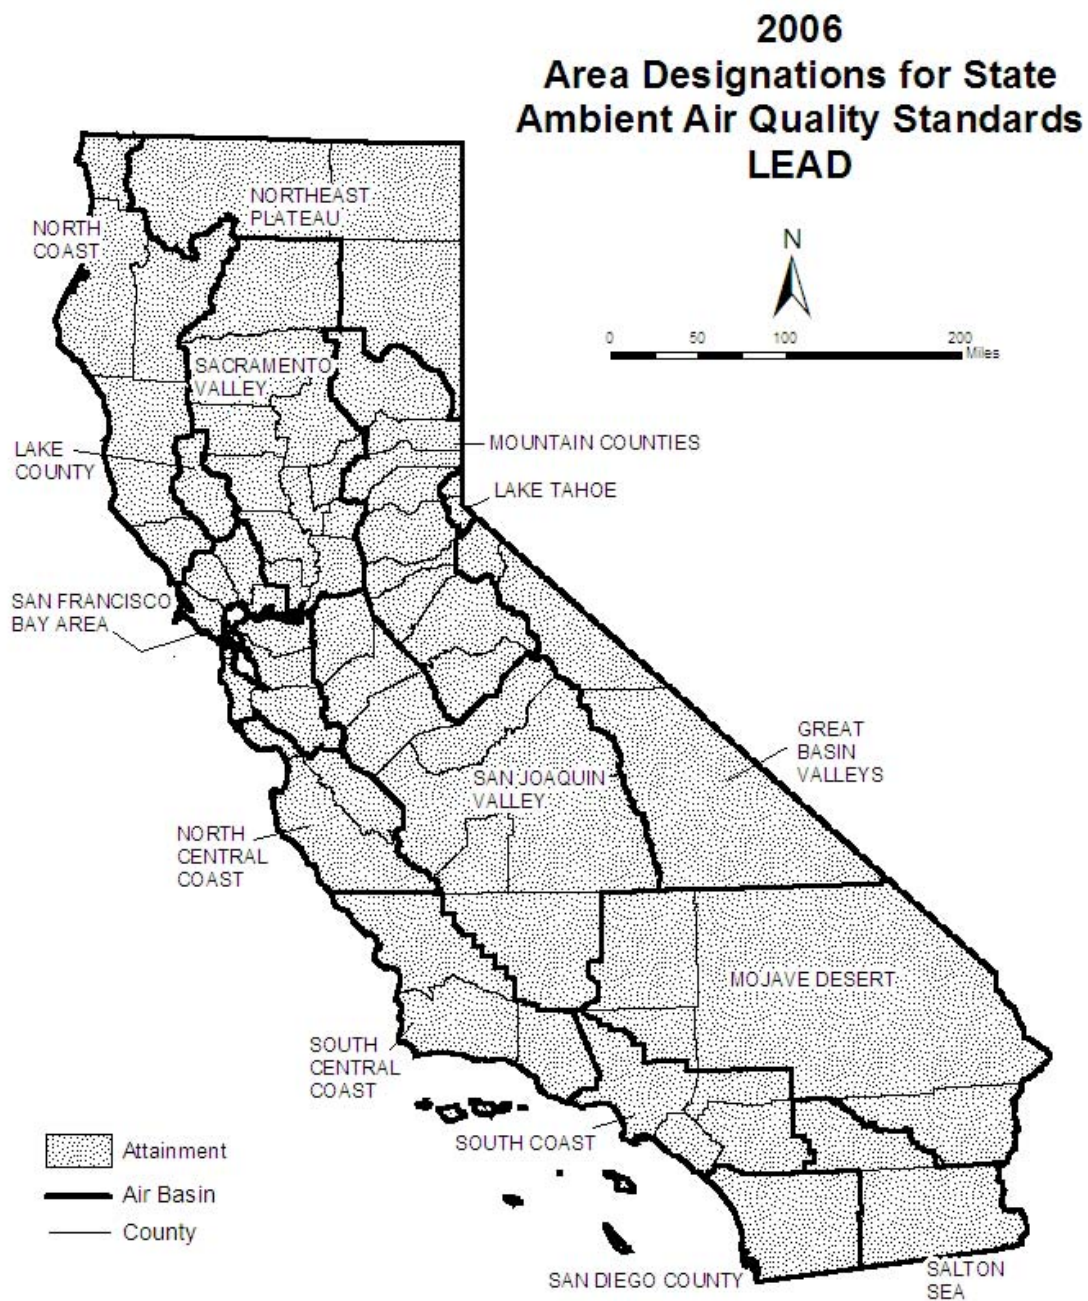 2006
Area Designations for State
Ambient Air Quality Standards
LEAD
N
0 50 100 200
Miles
NORTHEAST
PLATEAU
NORTH
COAST
SACRAMENTO
VALLEY
LAKE
COUNTY
MOUNTAIN COUNTIES
LAKE TAHOE
SAN FRANCISCO
BAY AREA
GREAT
BASIN
VALLEYS
SAN JOAQUIN
VALLEY
NORTH
CENTRAL
COAST
MOJAVE DESERT
SOUTH
CENTRAL
COAST
SOUTH COAST
Attainment
Air Basin
County
SAN DIEGO COUNTY
SALTON
SEA